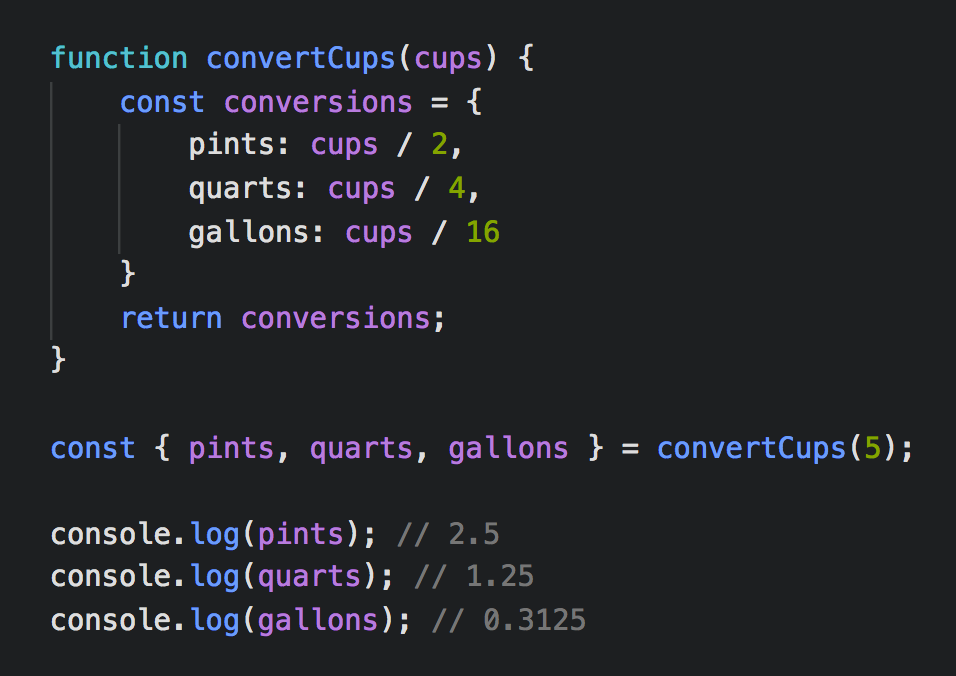 function convertCups(cups) {
    const conversions = {
        pints: cups / 2,
        quarts: cups / 4,
        gallons: cups / 16
    }
    return conversions;
}

const { pints, quarts, gallons } = convertCups(5);

console.log(pints); // 2.5
console.log(quarts); // 1.25
console.log(gallons); // 0.3125